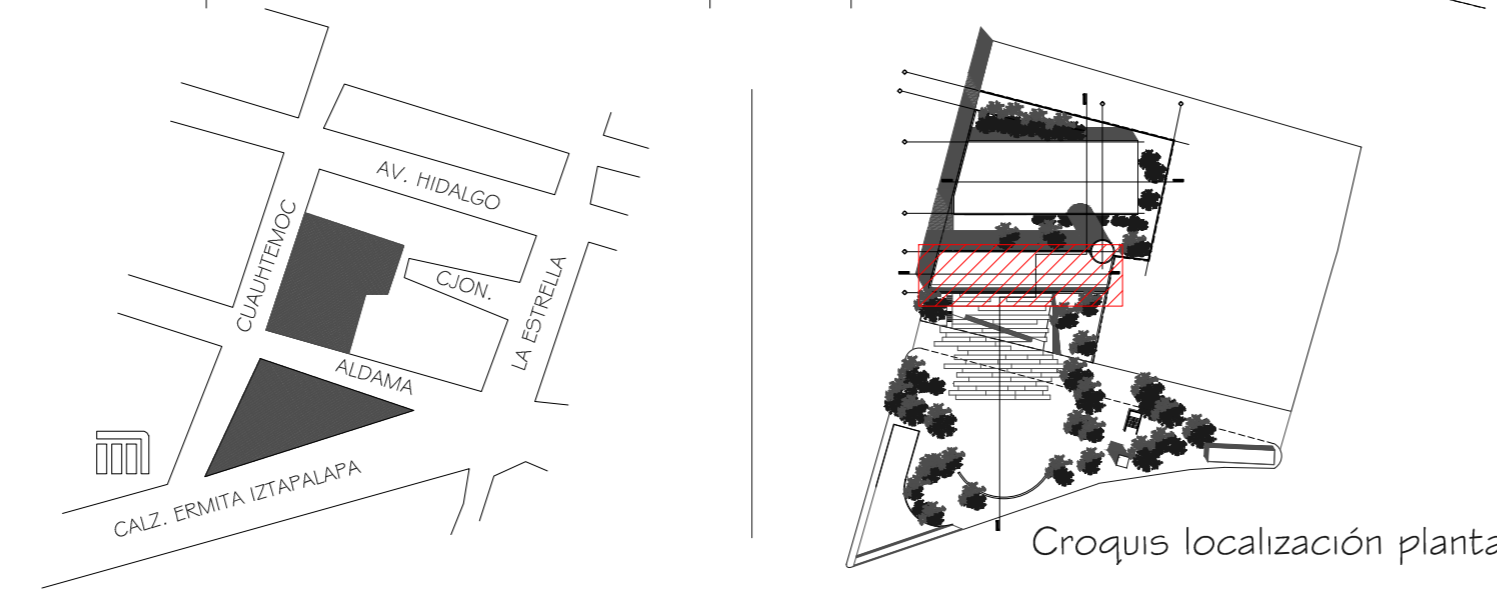 AV. HIDALGO
CUAUHTEMOC
CJON.
LA ESTRELLA
ALDAMA
CALZ. ERMITA IZTAPALAPA
Croquis localización planta